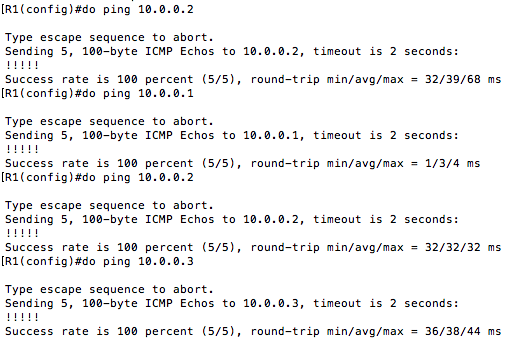 [R1(config)#do ping 10.0.0.2
Type escape sequence to abort.
Sending 5, 100-byte ICMP Echos to 10.0.0.2, timeout is 2 seconds:
!!!!!
Success rate is 100 percent (5/5), round-trip min/avg/max = 32/39/68 ms
[R1(config)#do ping 10.0.0.1
Type escape sequence to abort.
Sending 5, 100-byte ICMP Echos to 10.0.0.1, timeout is 2 seconds:
!!!!!
Success rate is 100 percent (5/5), round-trip min/avg/max = 1/3/4 ms
[R1(config)#do ping 10.0.0.2
Type escape sequence to abort.
Sending 5, 100-byte ICMP Echos to 10.0.0.2, timeout is 2 seconds:
!!!!!
Success rate is 100 percent (5/5), round-trip min/avg/max = 32/32/32 ms
[R1(config)#do ping 10.0.0.3
Type escape sequence to abort.
Sending 5, 100-byte ICMP Echos to 10.0.0.3, timeout is 2 seconds:
!!!!!
Success rate is 100 percent (5/5), round-trip min/avg/max = 36/38/44 ms